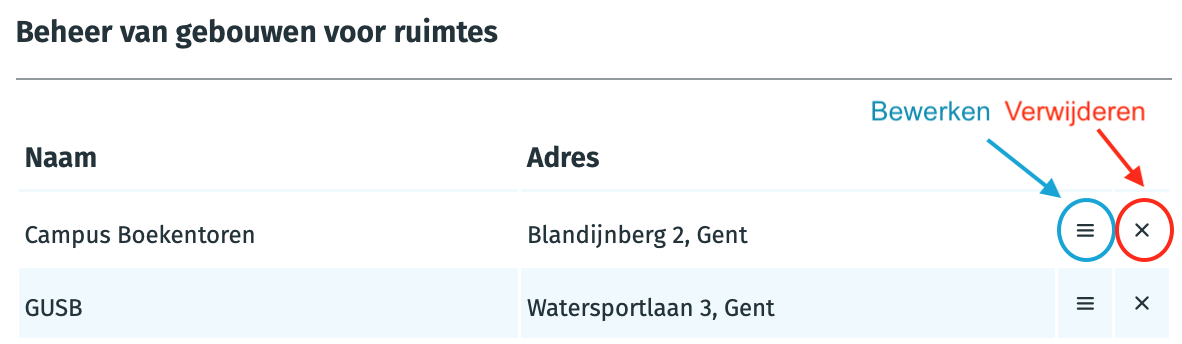 Beheer van gebouwen voor ruimtes
Bewerken Verwijderen
Naam Adres
Campus Boekentoren Blandijnberg 2, Gent
GUSB Watersportlaan 3, Gent